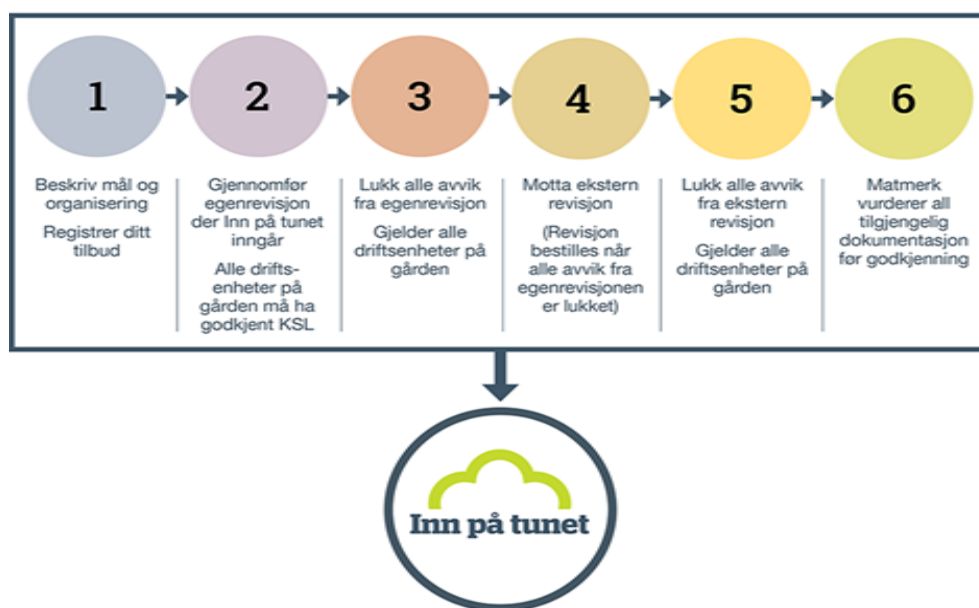 1
2
3
4
5
6
Beskriv mål og
organisering
Registrer ditt
tilbud
Gjennomfør
egenrevisjon
der Inn på tunet
inngår
Alle drifts-
enheter på
gården må ha
godkjent KSL
Lukk alle avvik
fra egenrevisjon
Gjelder alle
driftsenheter på
gården
Motta ekstern
revisjon
(Revisjon
bestilles når
alle avvik fra
egenrevisjonen
er lukket)
Lukk alle avvik
fra ekstern
revisjon
Gjelder alle
driftsenheter på
gården
Matmerk
vurderer all
tilgjengelig
dokumentasjon
før godkjenning
Inn på tunet